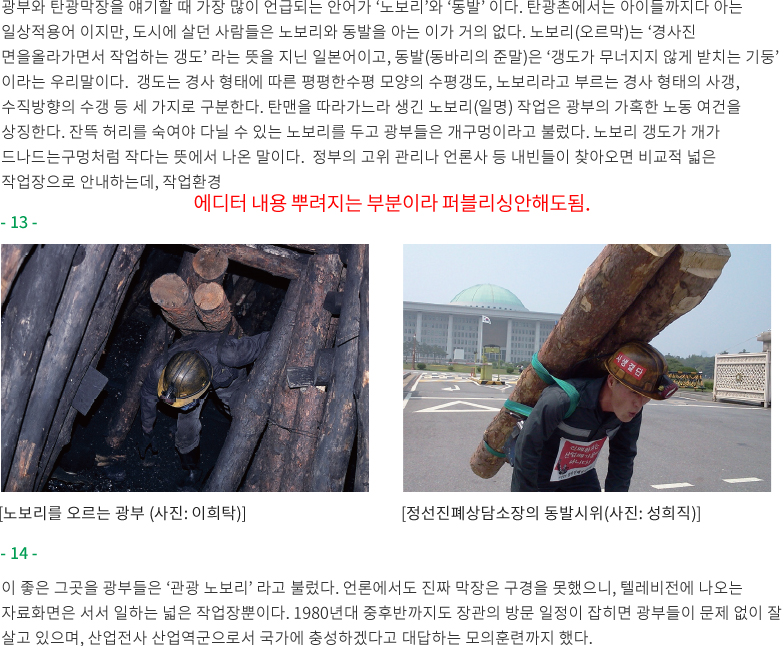 광부와 탄광막장을 얘기할 때 가장 많이 언급되는 안어가 ‘노보리’와 ‘동발’ 이다. 탄광촌에서는 아이들까지다 아는
일상적용어 이지만, 도시에 살던 사람들은 노보리와 동발을 아는 이가 거의 없다. 노보리(오르막)는 ‘경사진
면을올라가면서 작업하는 갱도’ 라는 뜻을 지닌 일본어이고, 동발(동바리의 준말)은 ‘갱도가 무너지지 않게 받치는 기둥’
이라는 우리말이다. 갱도는 경사 형태에 따른 평평한수평 모양의 수평갱도, 노보리라고 부르는 경사 형태의 사갱,
수직방향의 수갱 등 세 가지로 구분한다. 탄맨을 따라가느라 생긴 노보리(일명) 작업은 광부의 가혹한 노동 여건을
상징한다. 잔뜩 허리를 숙여야 다닐 수 있는 노보리를 두고 광부들은 개구멍이라고 불렀다. 노보리 갱도가 개가
드나드는구멍처럼 작다는 뜻에서 나온 말이다. 정부의 고위 관리나 언론사 등 내빈들이 찾아오면 비교적 넓은
작업장으로 안내하는데, 작업환경
에디터 내용 뿌려지는 부분이라 퍼블리싱안해도됨.
- 13 -
사생결단
[노보리를 오르는 광부 (사진: 이희탁)]
[정선진폐상담소장의 동발시위(사진: 성희직)]
- 14 -
이 좋은 그곳을 광부들은 ‘관광 노보리’ 라고 불렀다. 언론에서도 진짜 막장은 구경을 못했으니, 텔레비전에 나오는
자료화면은 서서 일하는 넓은 작업장뿐이다. 1980년대 중후반까지도 장관의 방문 일정이 잡히면 광부들이 문제 없이 잘
살고 있으며, 산업전사 산업역군으로서 국가에 충성하겠다고 대답하는 모의훈련까지 했다.